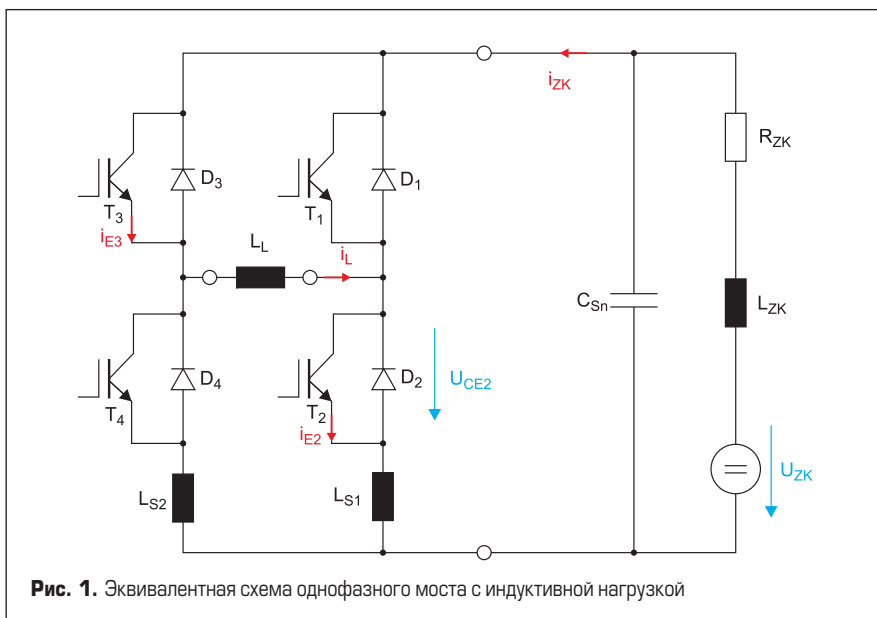 i_ZK
R_ZK
D_3
D_1
T_3
T_1
i_E3
L_L
i_L
C_Sn
L_ZK
D_4
D_2
U_CE2
T_4
T_2
i_E2
U_ZK
L_S2
L_S1
Рис. 1. Эквивалентная схема однофазного моста с индуктивной нагрузкой